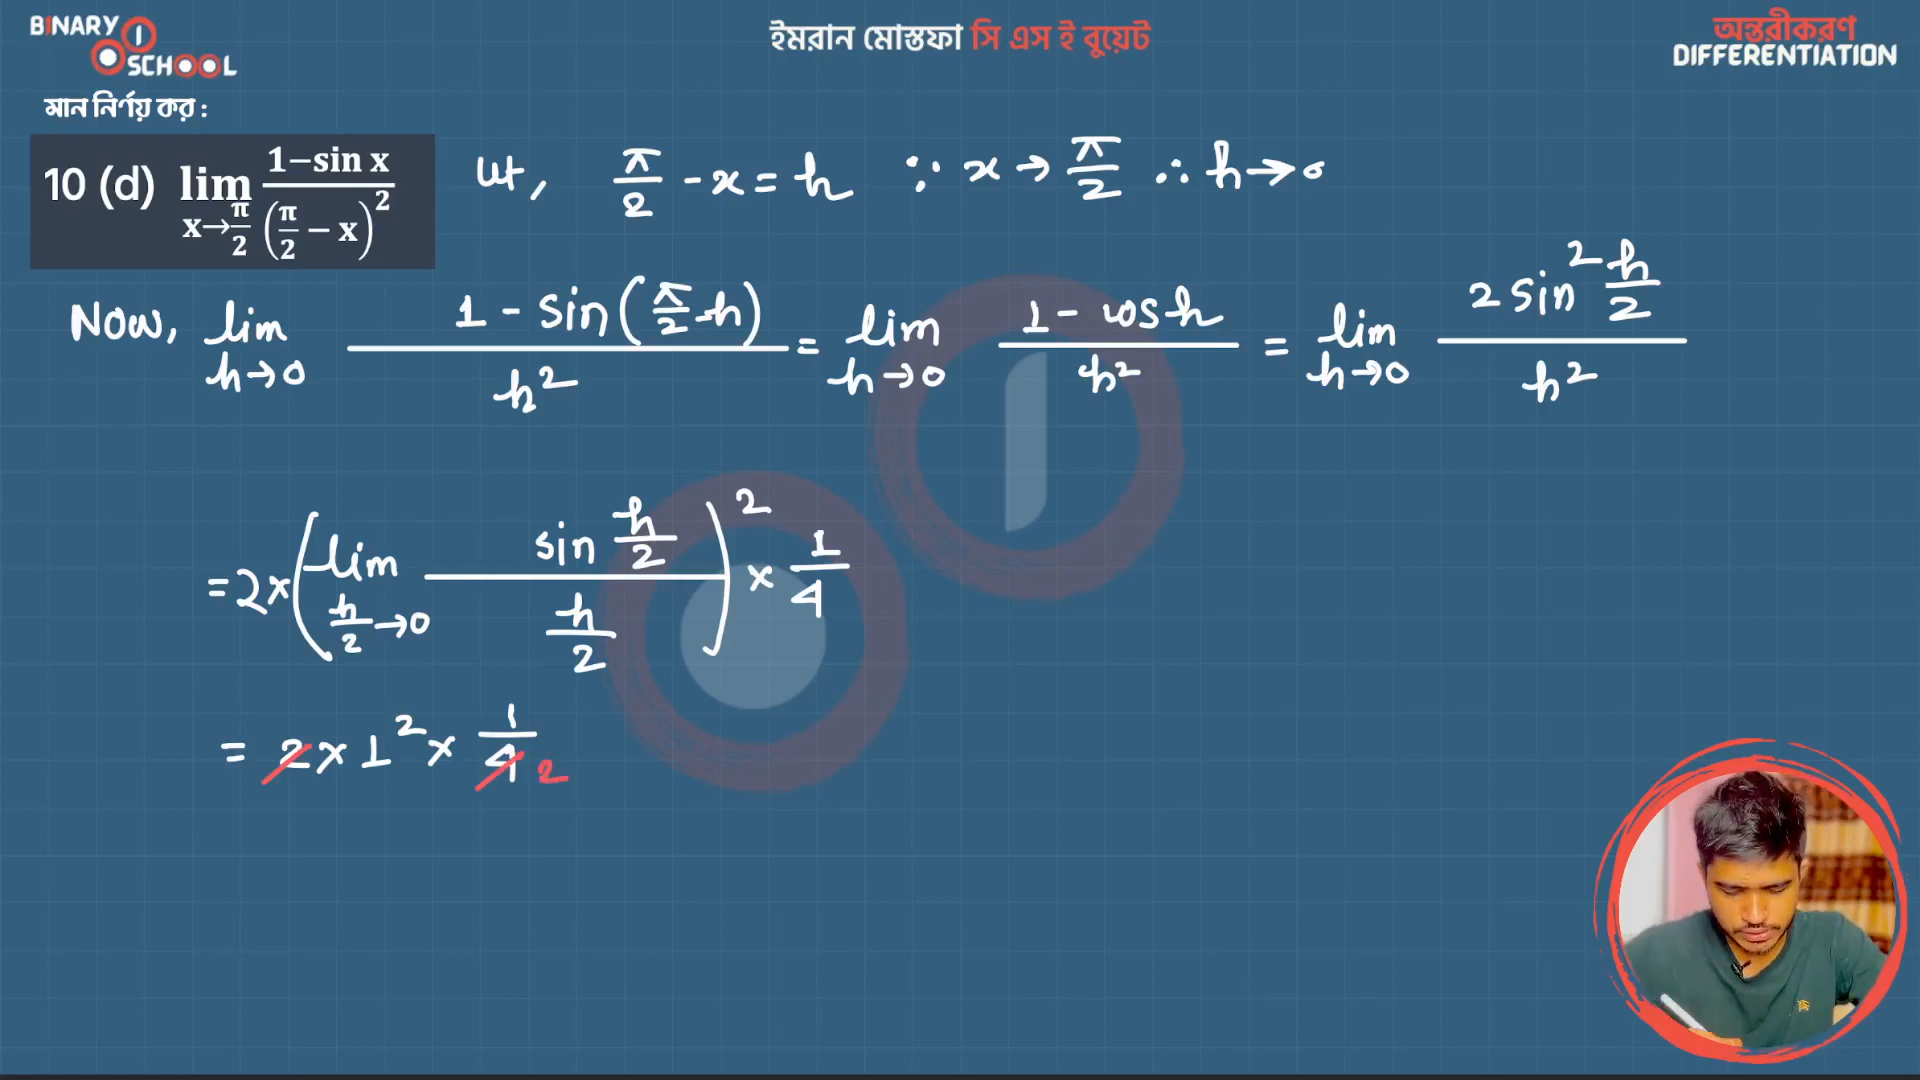 BINARY SCHOOL
ইমরান মোস্তফা সি এস ই বুয়েট
অন্তরীকরণ
DIFFERENTIATION
মান নির্ণয় কর :
10 (d) lim x→π/2 (1−sin x)/(π/2 − x)²
Let, π/2 - x = h ∵ x → π/2 ∴ h → 0
Now, lim h→0 (1 - sin(π/2 - h))/h² = lim h→0 (1 - cos h)/h² = lim h→0 (2 sin² h/2)/h²
= 2 × (lim h/2→0 (sin h/2)/(h/2))² × 1/4
= 2 × 1² × 1/4 2